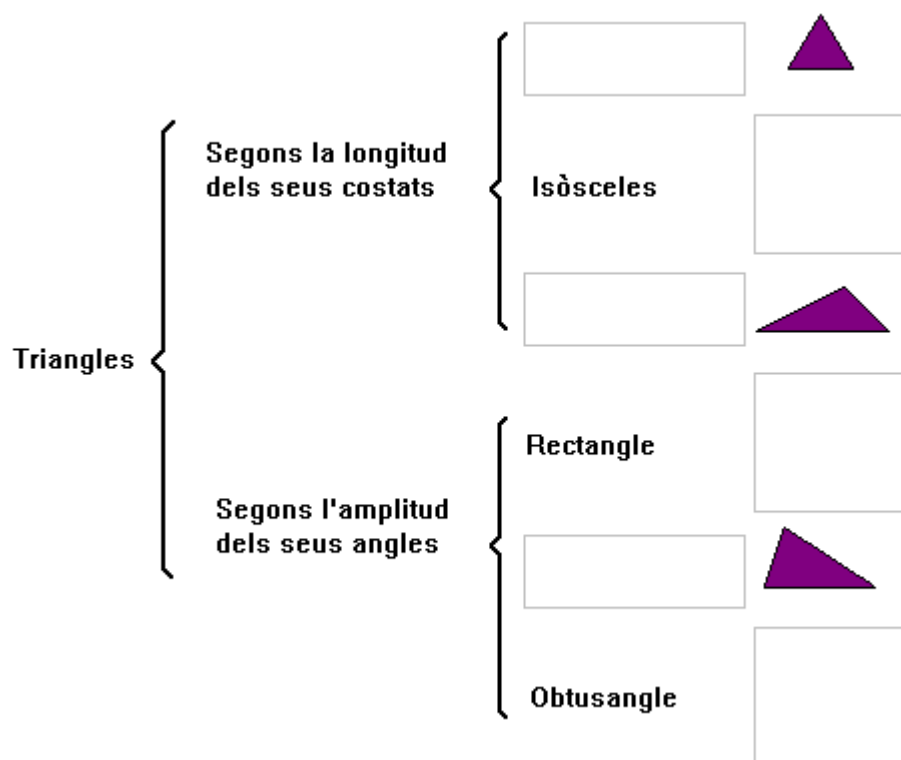 Segons la longitud
dels seus costats
Isòsceles
Triangles
Rectangle
Segons l'amplitud
dels seus angles
Obtusangle